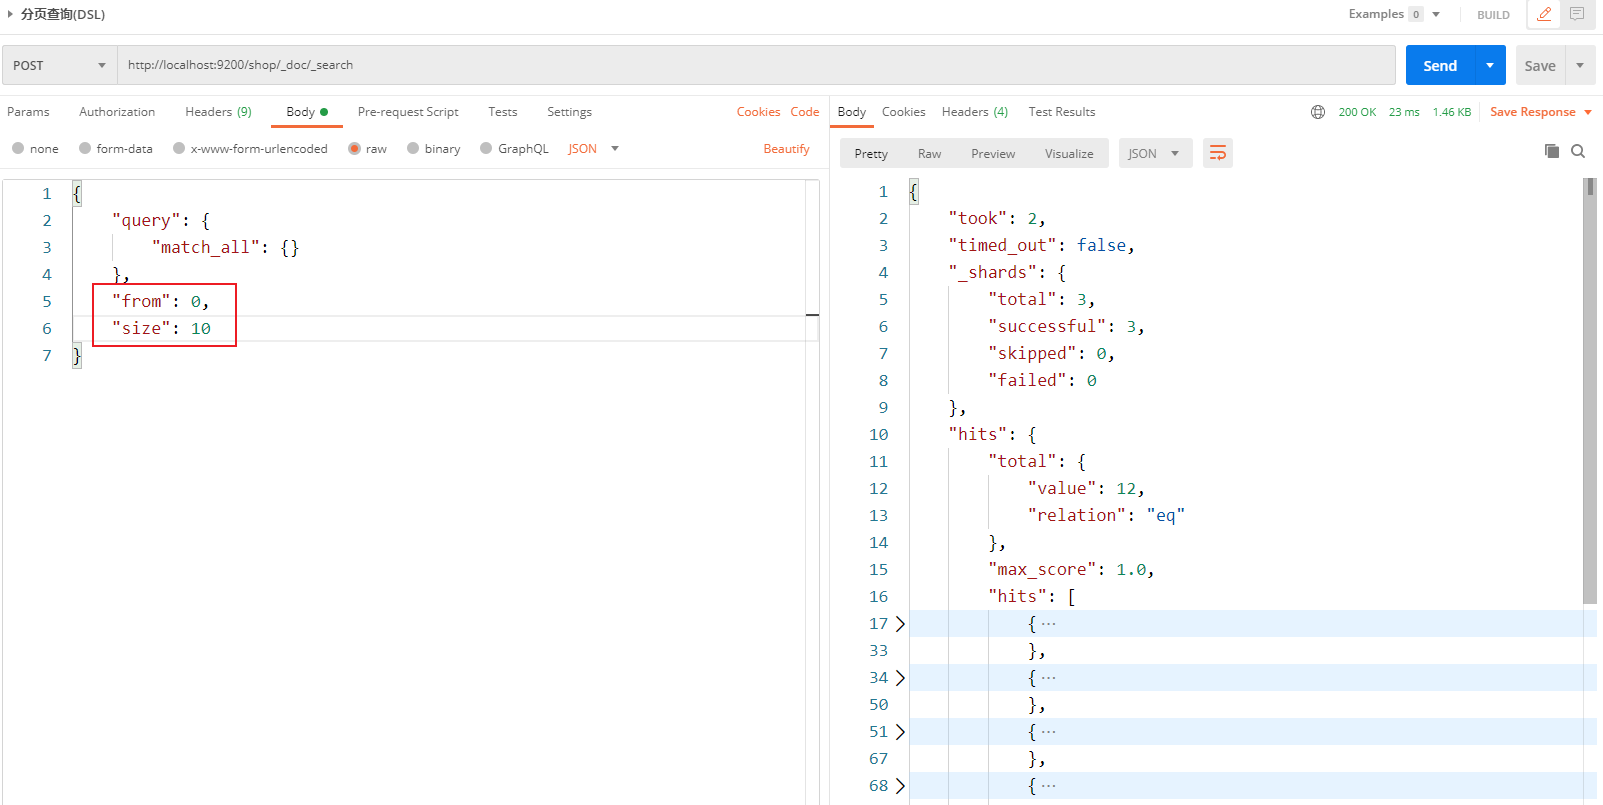 分页查询(DSL)
Examples 0
BUILD
POST
http://localhost:9200/shop/_doc/_search
Send
Save
Params Authorization Headers (9) Body Pre-request Script Tests Settings Cookies Code
none form-data x-www-form-urlencoded raw binary GraphQL JSON Beautify
1 {
2 "query": {
3 "match_all": {}
4 },
5 "from": 0,
6 "size": 10
7 }
Body Cookies Headers (4) Test Results 200 OK 23 ms 1.46 KB Save Response
Pretty Raw Preview Visualize JSON
1 {
2 "took": 2,
3 "timed_out": false,
4 "_shards": {
5 "total": 3,
6 "successful": 3,
7 "skipped": 0,
8 "failed": 0
9 },
10 "hits": {
11 "total": {
12 "value": 12,
13 "relation": "eq"
14 },
15 "max_score": 1.0,
16 "hits": [
17 { ···
33 },
34 { ···
50 },
51 { ···
67 },
68 { ···